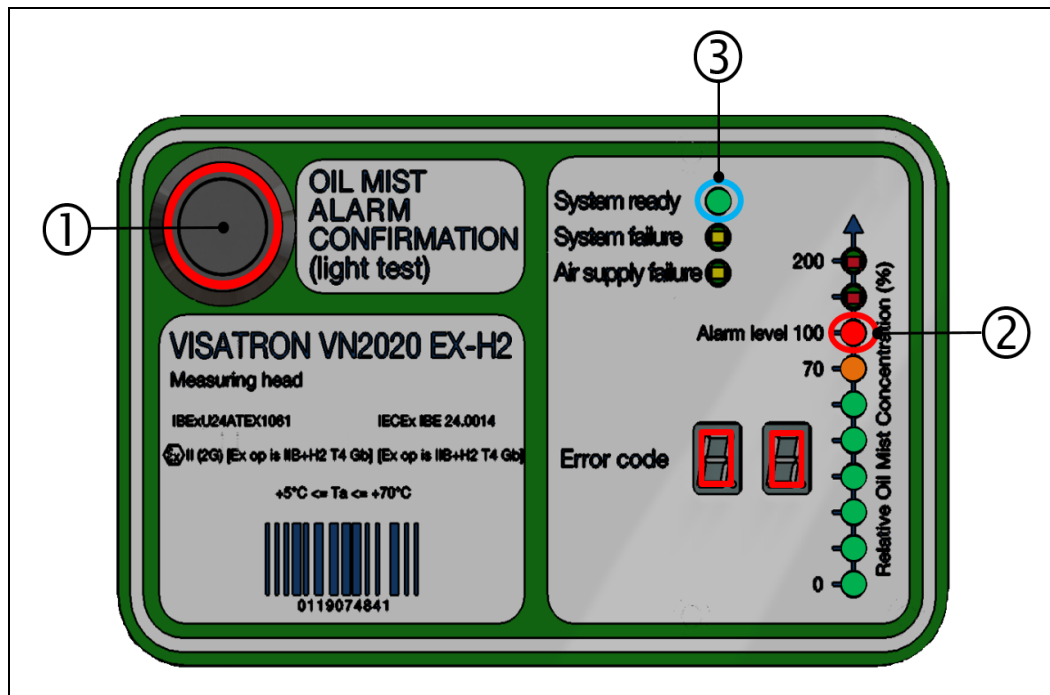 3
1
OIL MIST
ALARM
CONFIRMATION
(light test)
System ready
System failure
Air supply failure
200
Alarm level 100
2
70
0
Relative Oil Mist Concentration (%)
Error code
00
VISATRON VN2020 EX-H2
Measuring head
IBExU24ATEX1061 IECEx IBE 24.0014
Ex II (2G) [Ex op is IIB+H2 T4 Gb] [Ex op is IIB+H2 T4 Gb]
+5°C <= Ta <= +70°C
0119074841